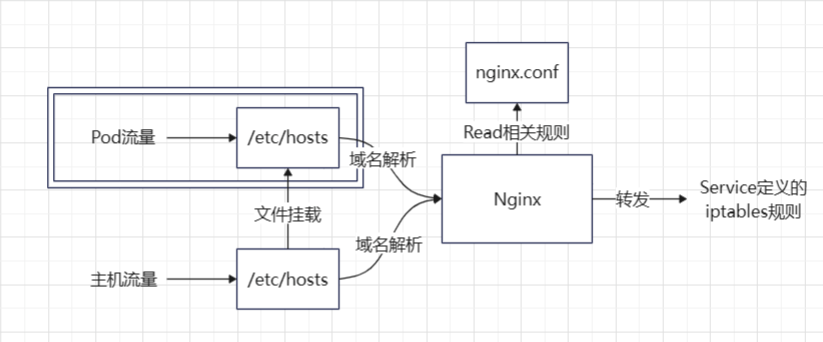 nginx.conf
Read相关规则
Pod流量
/etc/hosts
域名解析
Nginx
转发
Service定义的
iptables规则
文件挂载
域名解析
主机流量
/etc/hosts